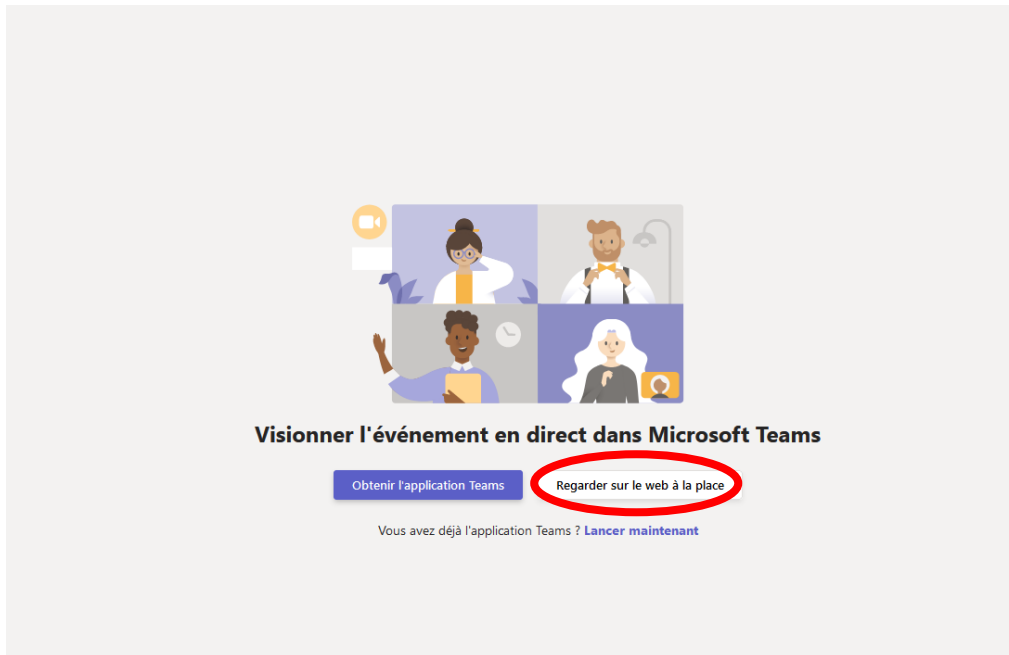 Visionner l'événement en direct dans Microsoft Teams
Obtenir l'application Teams
Regarder sur le web à la place
Vous avez déjà l'application Teams ? Lancer maintenant